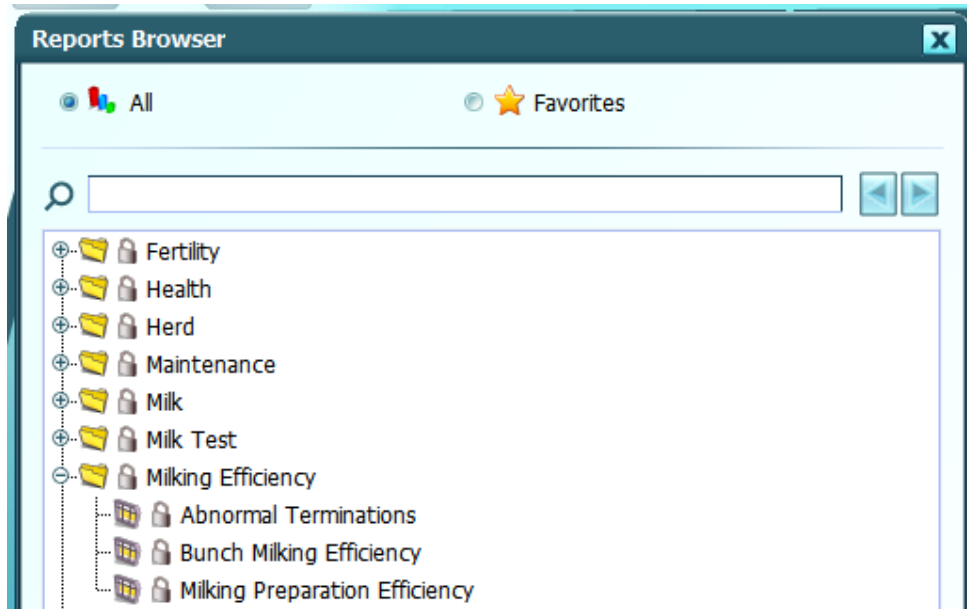 Reports Browser
All
Favorites
Fertility
Health
Herd
Maintenance
Milk
Milk Test
Milking Efficiency
Abnormal Terminations
Bunch Milking Efficiency
Milking Preparation Efficiency